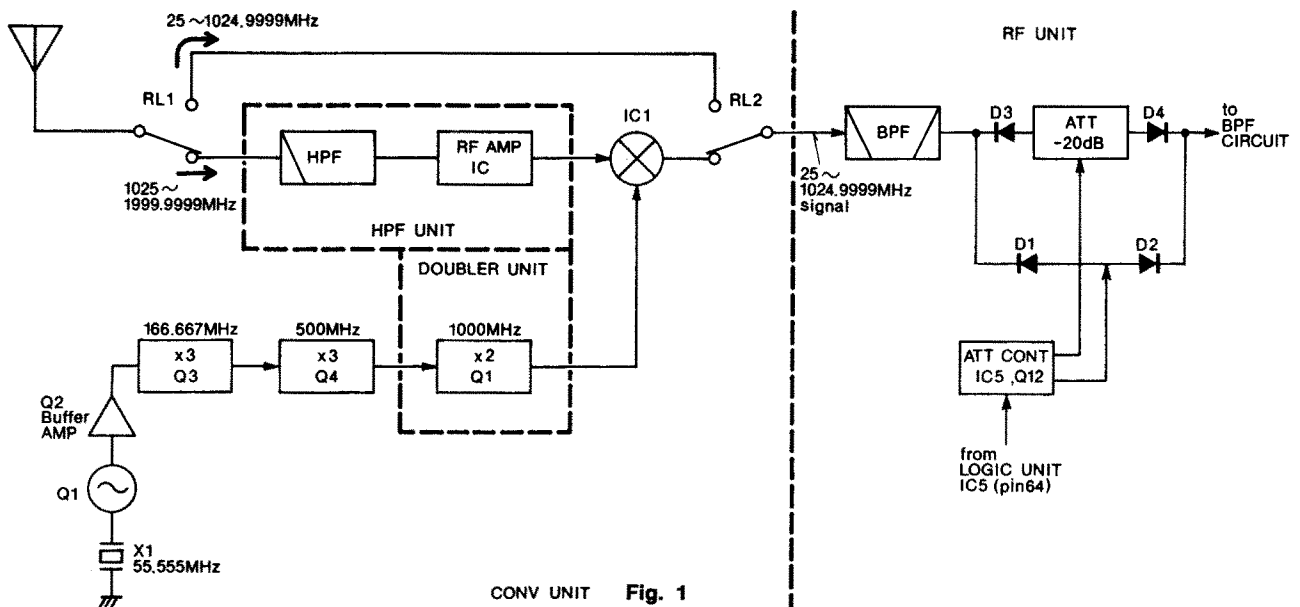 25～1024.9999MHz
RF UNIT
RL1
RL2
IC1
HPF
RF AMP
IC
1025～
1999.9999MHz
HPF UNIT
25～
1024.9999MHz
signal
BPF
D3
ATT
-20dB
D4
to
BPF
CIRCUIT
D1
D2
DOUBLER UNIT
166.667MHz
x3
Q3
500MHz
x3
Q4
1000MHz
x2
Q1
ATT CONT
IC5 ,Q12
from
LOGIC UNIT
IC5 (pin64)
Q2
Buffer
AMP
Q1
X1
55,555MHz
CONV UNIT
Fig. 1